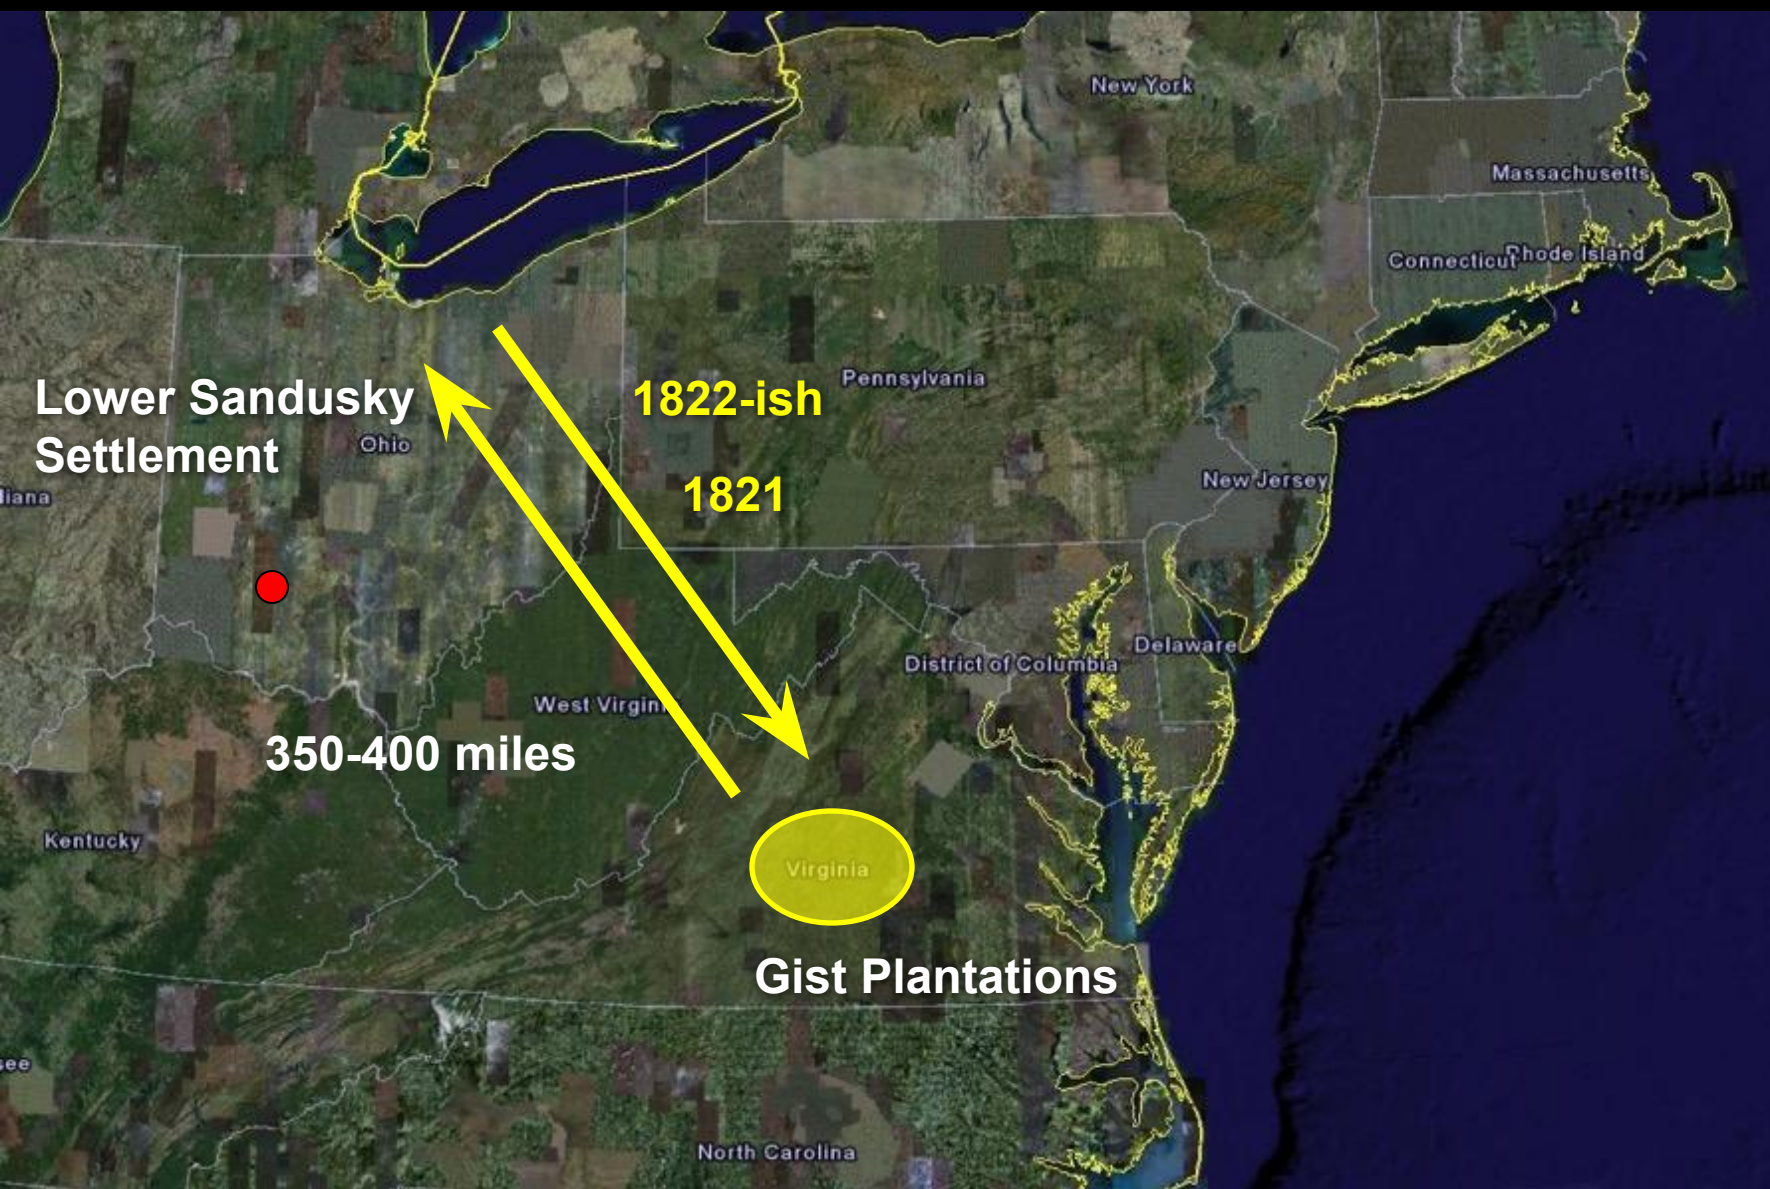 New York
Massachusetts
Connecticut
Rhode Island
Lower Sandusky
Settlement
1822-ish
Pennsylvania
Ohio
1821
New Jersey
iana
Delaware
District of Columbia
West Virgin
350-400 miles
Kentucky
Virginia
Gist Plantations
see
North Carolina